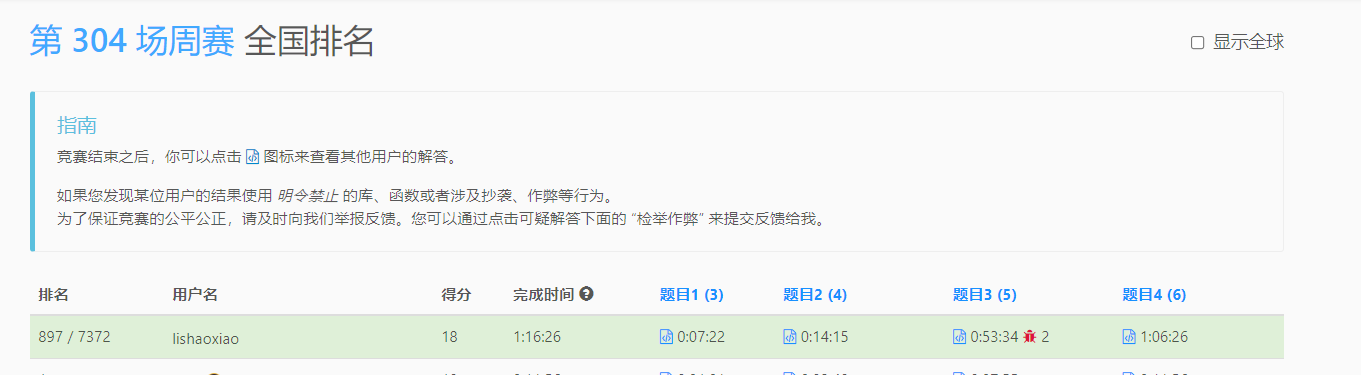 第 304 场周赛 全国排名
显示全球
指南
竞赛结束之后，你可以点击 图标来查看其他用户的解答。
如果您发现某位用户的结果使用 明令禁止 的库、函数或者涉及抄袭、作弊等行为。
为了保证竞赛的公平公正，请及时向我们举报反馈。您可以通过点击可疑解答下面的 “检举作弊” 来提交反馈给我。
排名 用户名 得分 完成时间 题目1 (3) 题目2 (4) 题目3 (5) 题目4 (6)
897 / 7372 lishaoxiao 18 1:16:26 0:07:22 0:14:15 0:53:34 2 1:06:26